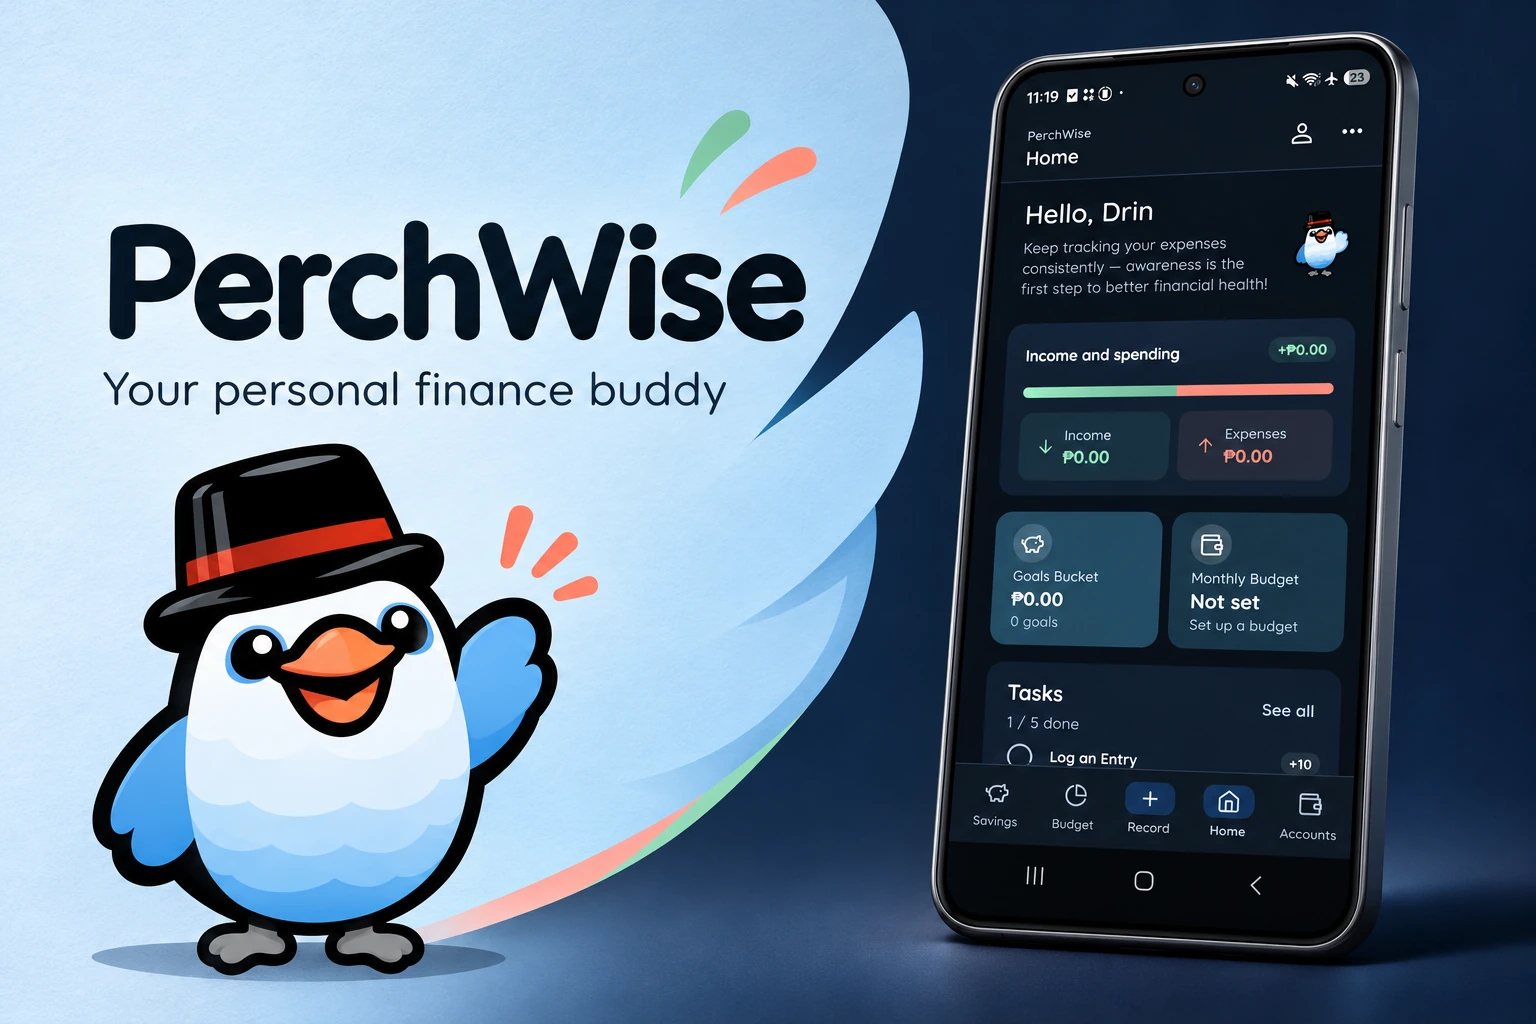 PerchWise
Your personal finance buddy
11:19
23
PerchWise
Home
Hello, Drin
Keep tracking your expenses
consistently — awareness is the
first step to better financial health!
Income and spending
+₱0.00
Income
₱0.00
Expenses
₱0.00
Goals Bucket
₱0.00
0 goals
Monthly Budget
Not set
Set up a budget
Tasks
See all
1 / 5 done
Log an Entry
+10
Savings
Budget
Record
Home
Accounts